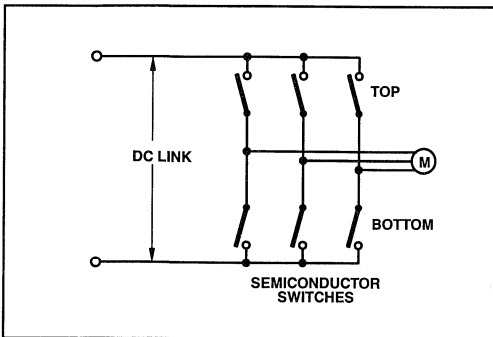 TOP
DC LINK
M
BOTTOM
SEMICONDUCTOR
SWITCHES